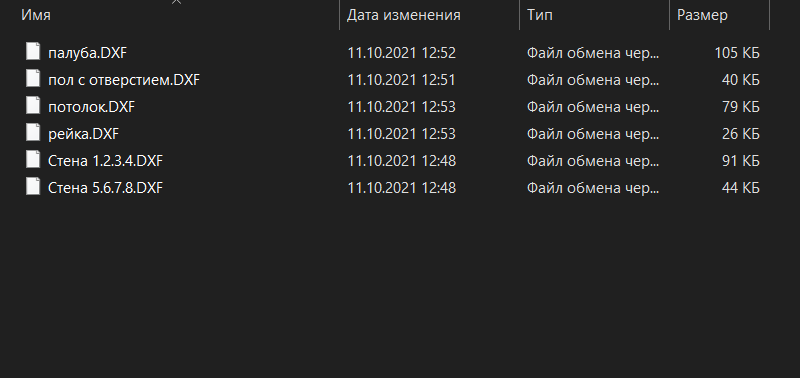 Имя Дата изменения Тип Размер
палуба.DXF 11.10.2021 12:52 Файл обмена чер... 105 КБ
пол с отверстием.DXF 11.10.2021 12:51 Файл обмена чер... 40 КБ
потолок.DXF 11.10.2021 12:53 Файл обмена чер... 79 КБ
рейка.DXF 11.10.2021 12:53 Файл обмена чер... 26 КБ
Стена 1.2.3.4.DXF 11.10.2021 12:48 Файл обмена чер... 91 КБ
Стена 5.6.7.8.DXF 11.10.2021 12:48 Файл обмена чер... 44 КБ